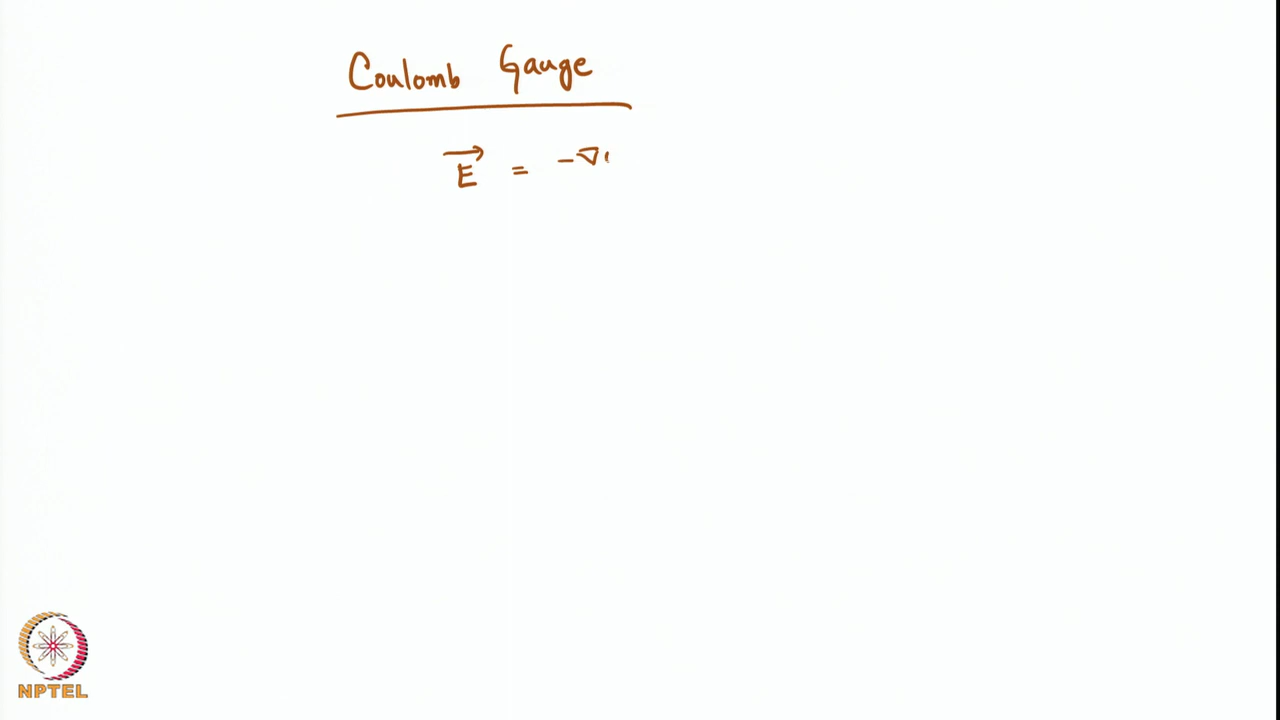 Coulomb Gauge
E⃗ = -∇
NPTEL